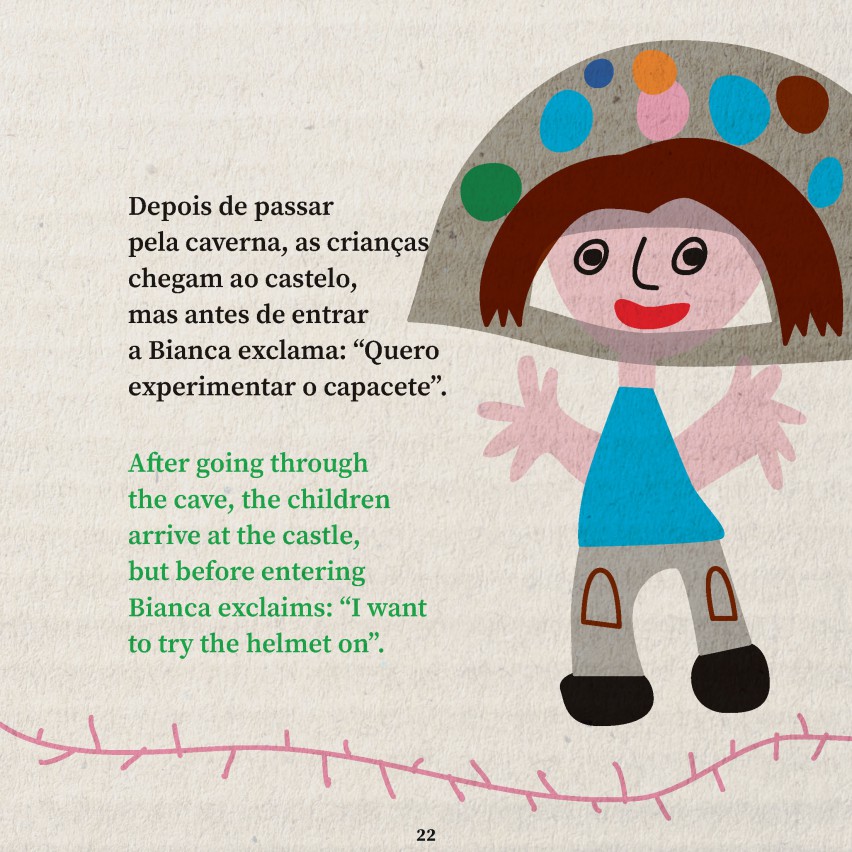 Depois de passar
pela caverna, as crianças
chegam ao castelo,
mas antes de entrar
a Bianca exclama: “Quero
experimentar o capacete”.
After going through
the cave, the children
arrive at the castle,
but before entering
Bianca exclaims: “I want
to try the helmet on”.
22